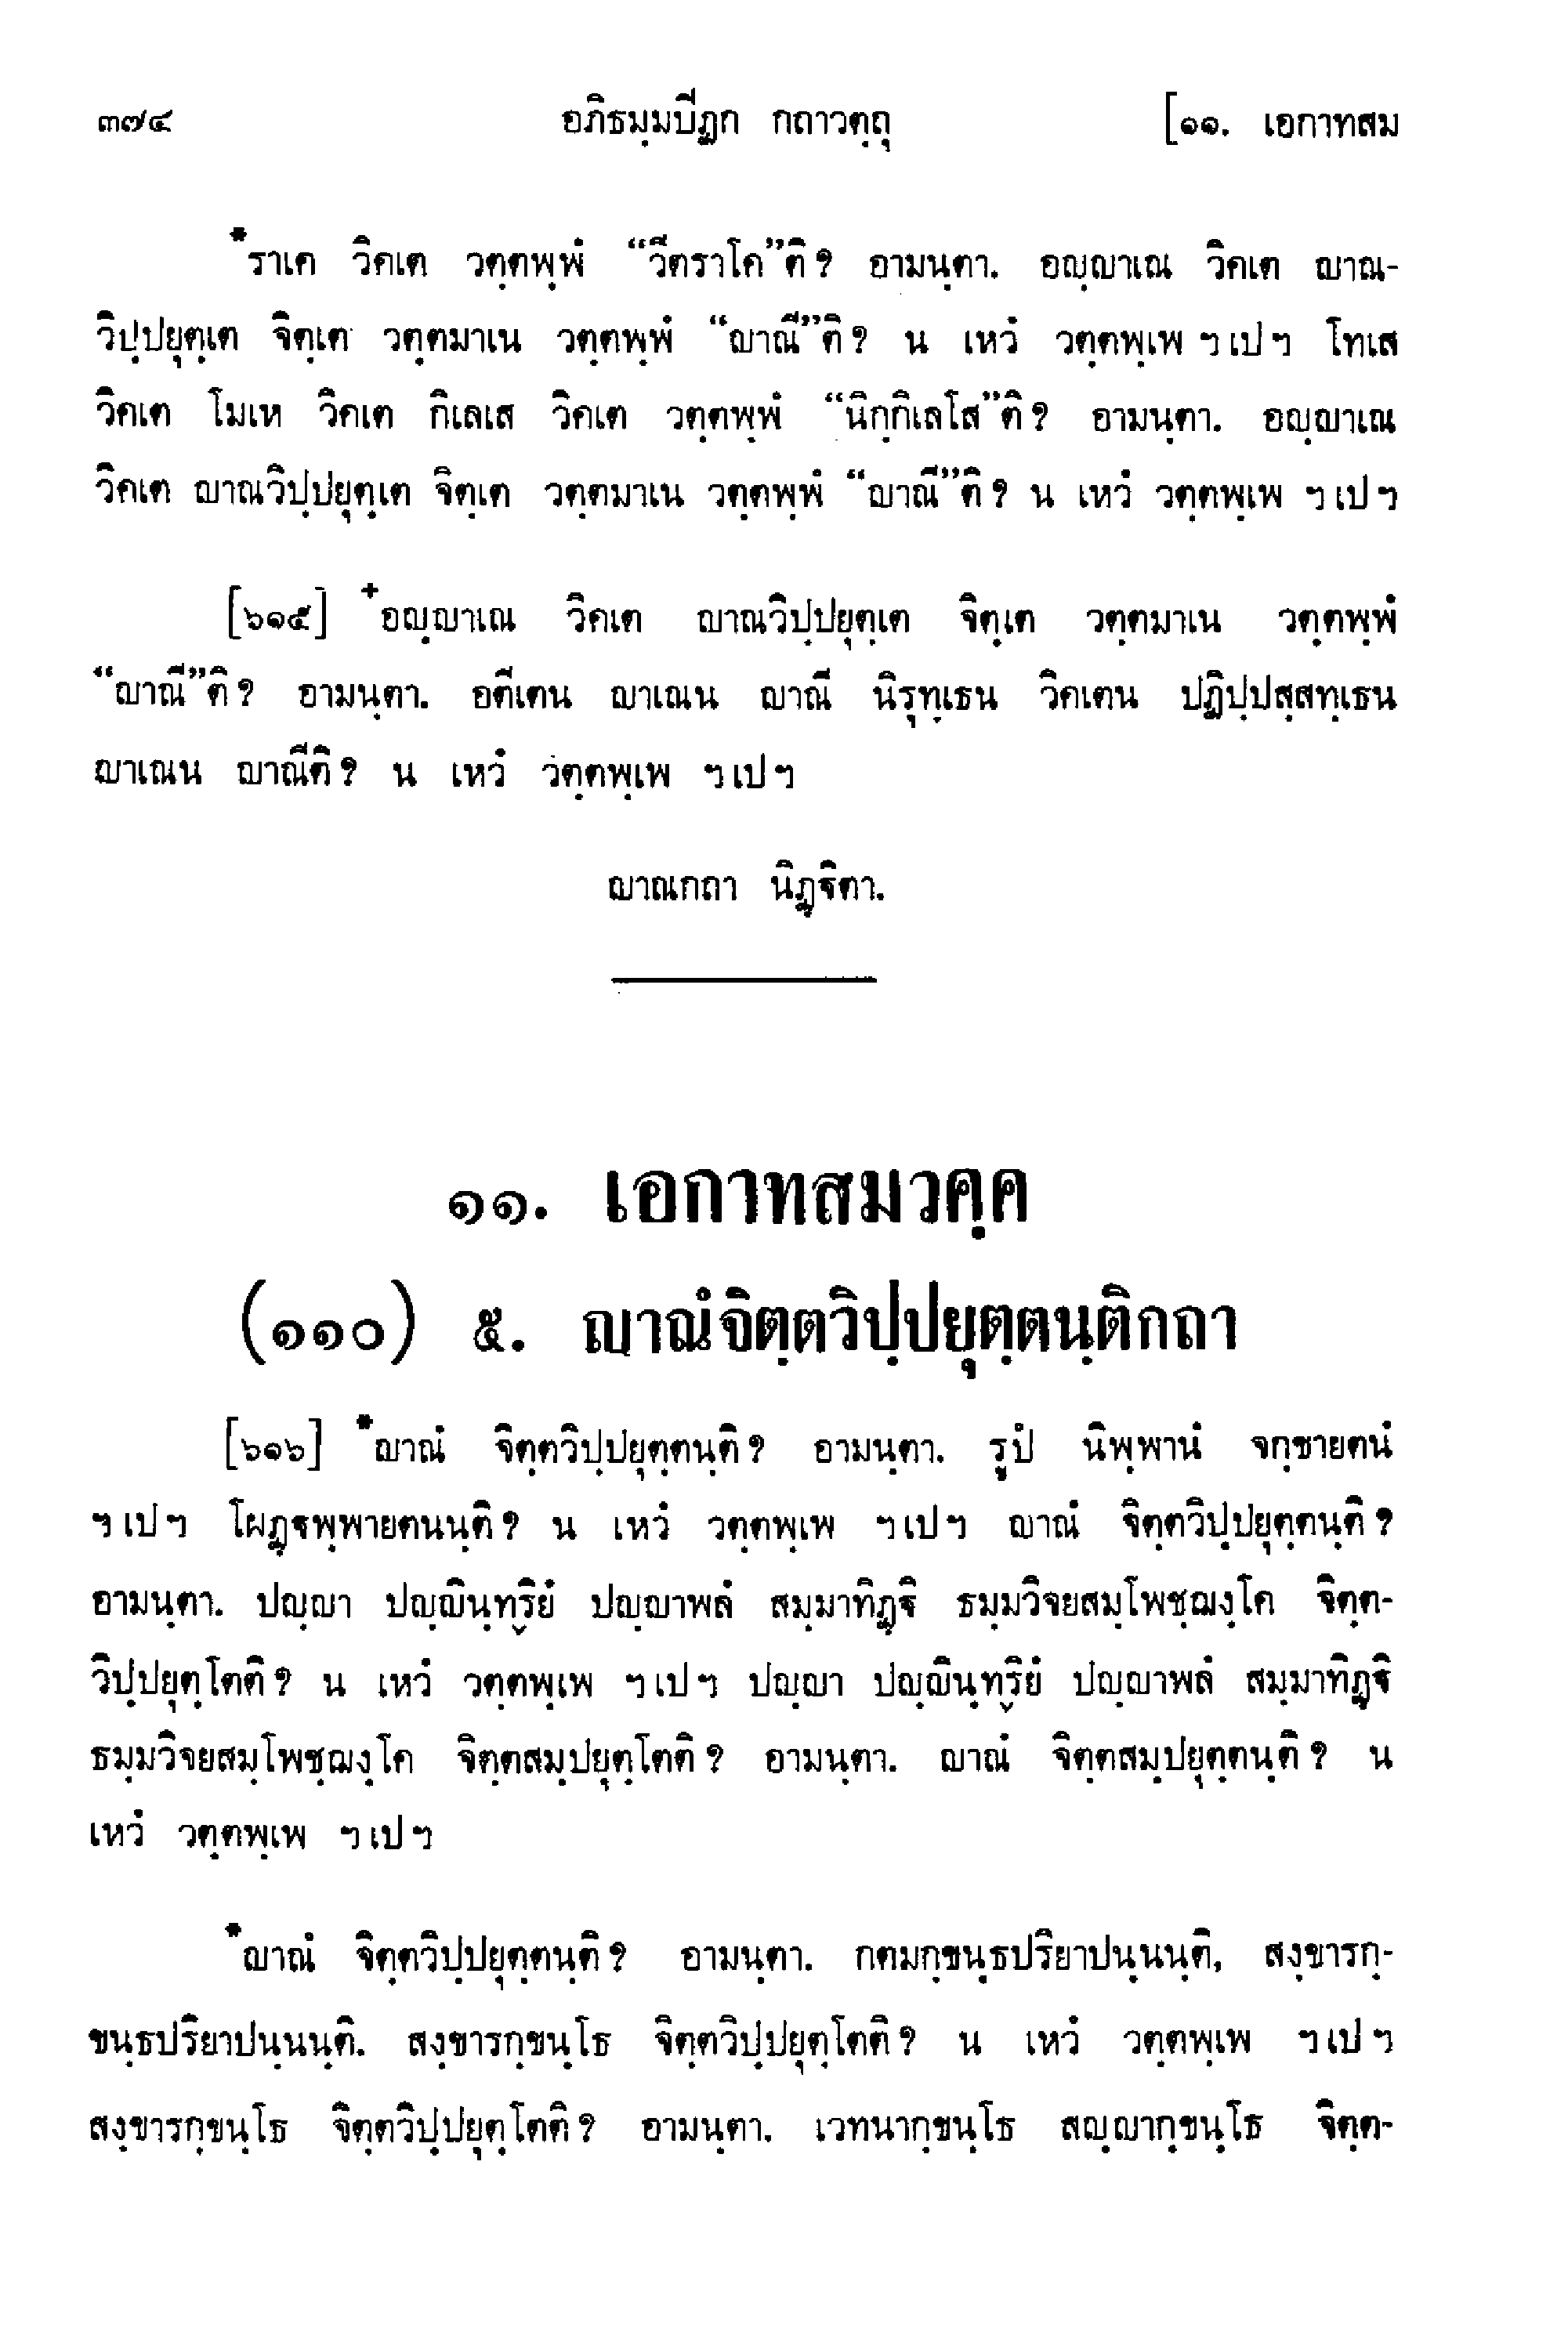 ๓๗๔ อภิธมฺมปีฏก กถาวตฺถุ [๑๑. เอกาทสม
*ราเค วิคเต วตฺตพฺพํ “วีตราโค”ติ? อามนฺตา. อญฺญาเณ วิคเต ญาณ-
วิปฺปยุตฺเต จิตฺเต วตฺตมาเน วตฺตพฺพํ “ญาณี”ติ? น เหวํ วตฺตพฺเพ ฯเปฯ โทเส
วิคเต โมเห วิคเต กิเลเส วิคเต วตฺตพฺพํ “นิกฺกิเลโส”ติ? อามนฺตา. อญฺญาเณ
วิคเต ญาณวิปฺปยุตฺเต จิตฺเต วตฺตมาเน วตฺตพฺพํ “ญาณี”ติ? น เหวํ วตฺตพฺเพ ฯเปฯ
[๖๑๕] +อญฺญาเณ วิคเต ญาณวิปฺปยุตฺเต จิตฺเต วตฺตมาเน วตฺตพฺพํ
“ญาณี”ติ? อามนฺตา. อตีเตน ญาเณน ญาณี นิรุทฺเธน วิคเตน ปฏิปฺปสฺสทฺเธน
ญาเณน ญาณีติ? น เหวํ วตฺตพฺเพ ฯเปฯ
ญาณกถา นิฏฺฐิตา.
๑๑. เอกาทสมวคฺค
(๑๑๐) ๕. ญาณํจิตฺตวิปฺปยุตฺตนฺติกถา
[๖๑๖] *ญาณํ จิตฺตวิปฺปยุตฺตนฺติ? อามนฺตา. รูปํ นิพฺพานํ จกฺขายตนํ
ฯเปฯ โผฏฺฐพฺพายตนนฺติ? น เหวํ วตฺตพฺเพ ฯเปฯ ญาณํ จิตฺตวิปฺปยุตฺตนฺติ?
อามนฺตา. ปญฺญา ปญฺญินฺทฺริยํ ปญฺญาพลํ สมฺมาทิฏฺฐิ ธมฺมวิจยสมฺโพชฺฌงฺโค จิตฺต-
วิปฺปยุตฺโตติ? น เหวํ วตฺตพฺเพ ฯเปฯ ปญฺญา ปญฺญินฺทฺริยํ ปญฺญาพลํ สมฺมาทิฏฺฐิ
ธมฺมวิจยสมฺโพชฺฌงฺโค จิตฺตสมฺปยุตฺโตติ? อามนฺตา. ญาณํ จิตฺตสมฺปยุตฺตนฺติ? น
เหวํ วตฺตพฺเพ ฯเปฯ
*ญาณํ จิตฺตวิปฺปยุตฺตนฺติ? อามนฺตา. กตมกฺขนฺธปริยาปนฺนนฺติ, สงฺขารกฺ-
ขนฺธปริยาปนฺนนฺติ. สงฺขารกฺขนฺโธ จิตฺตวิปฺปยุตฺโตติ? น เหวํ วตฺตพฺเพ ฯเปฯ
สงฺขารกฺขนฺโธ จิตฺตวิปฺปยุตฺโตติ? อามนฺตา. เวทนากฺขนฺโธ สญฺญากฺขนฺโธ จิตฺต-